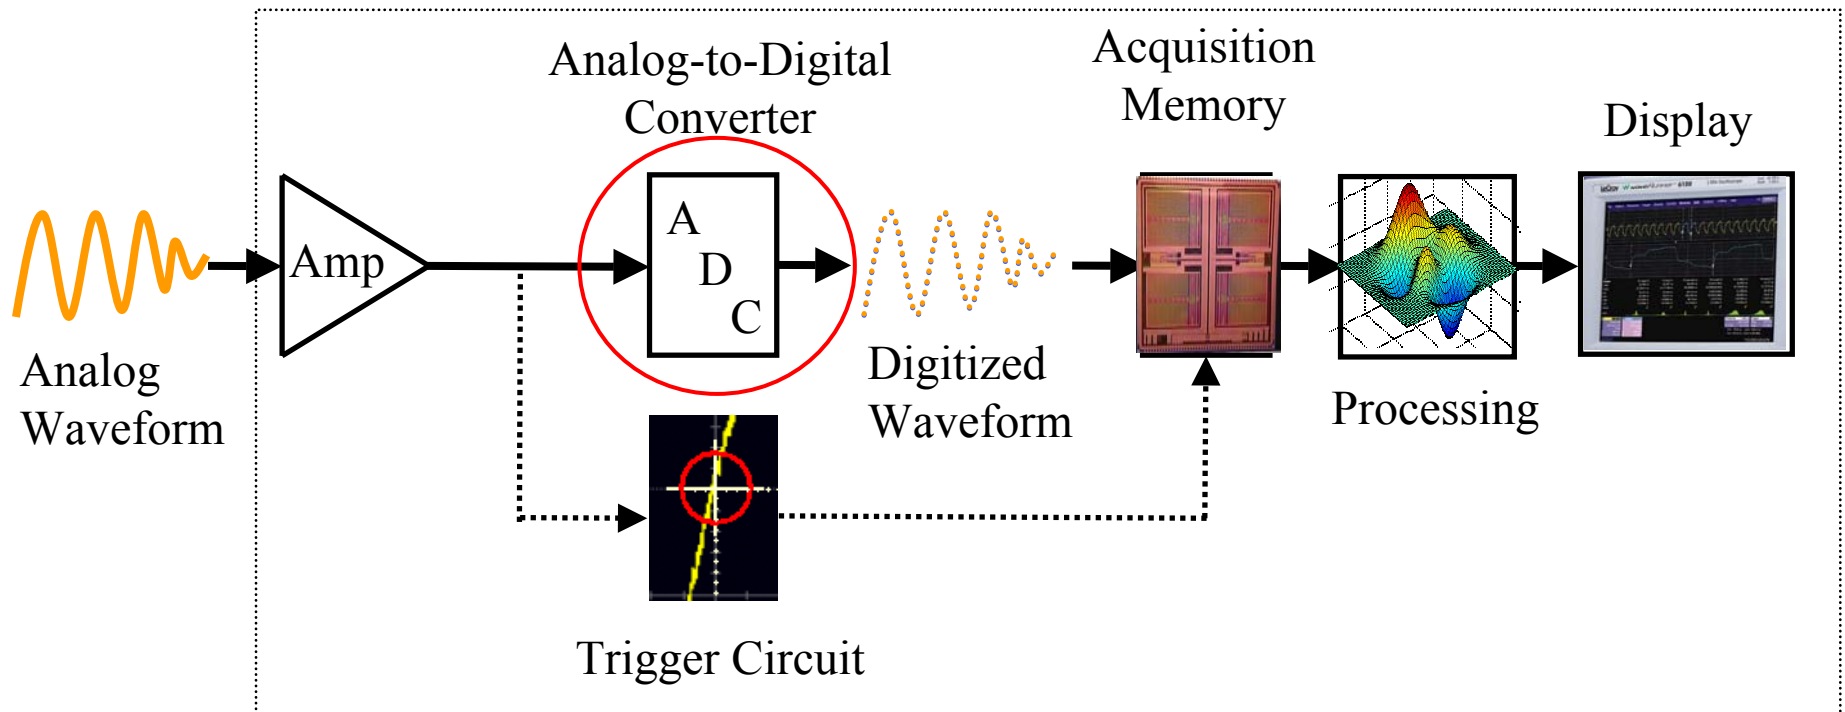 Analog-to-Digital
Converter
Acquisition
Memory
Display
Amp
A
D
C
Analog
Waveform
Digitized
Waveform
Processing
Trigger Circuit